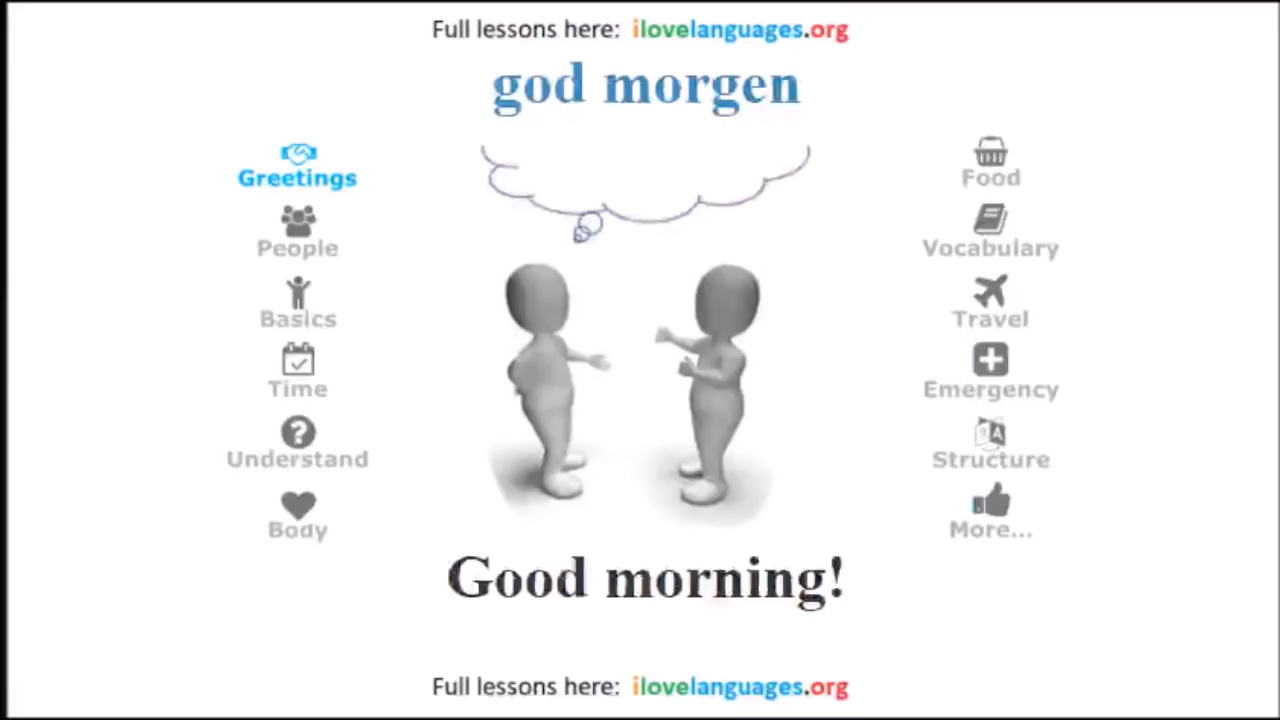 Full lessons here: ilovelanguages.org
god morgen
Greetings
People
Basics
Time
Understand
Body
Food
Vocabulary
Travel
Emergency
Structure
More...
Good morning!
Full lessons here: ilovelanguages.org